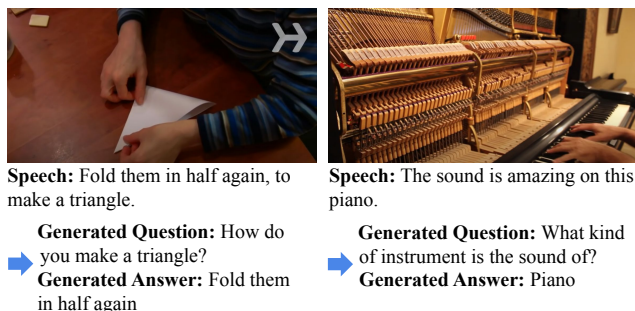 Speech: Fold them in half again, to
make a triangle.
Generated Question: How do
you make a triangle?
Generated Answer: Fold them
in half again
Speech: The sound is amazing on this
piano.
Generated Question: What kind
of instrument is the sound of?
Generated Answer: Piano